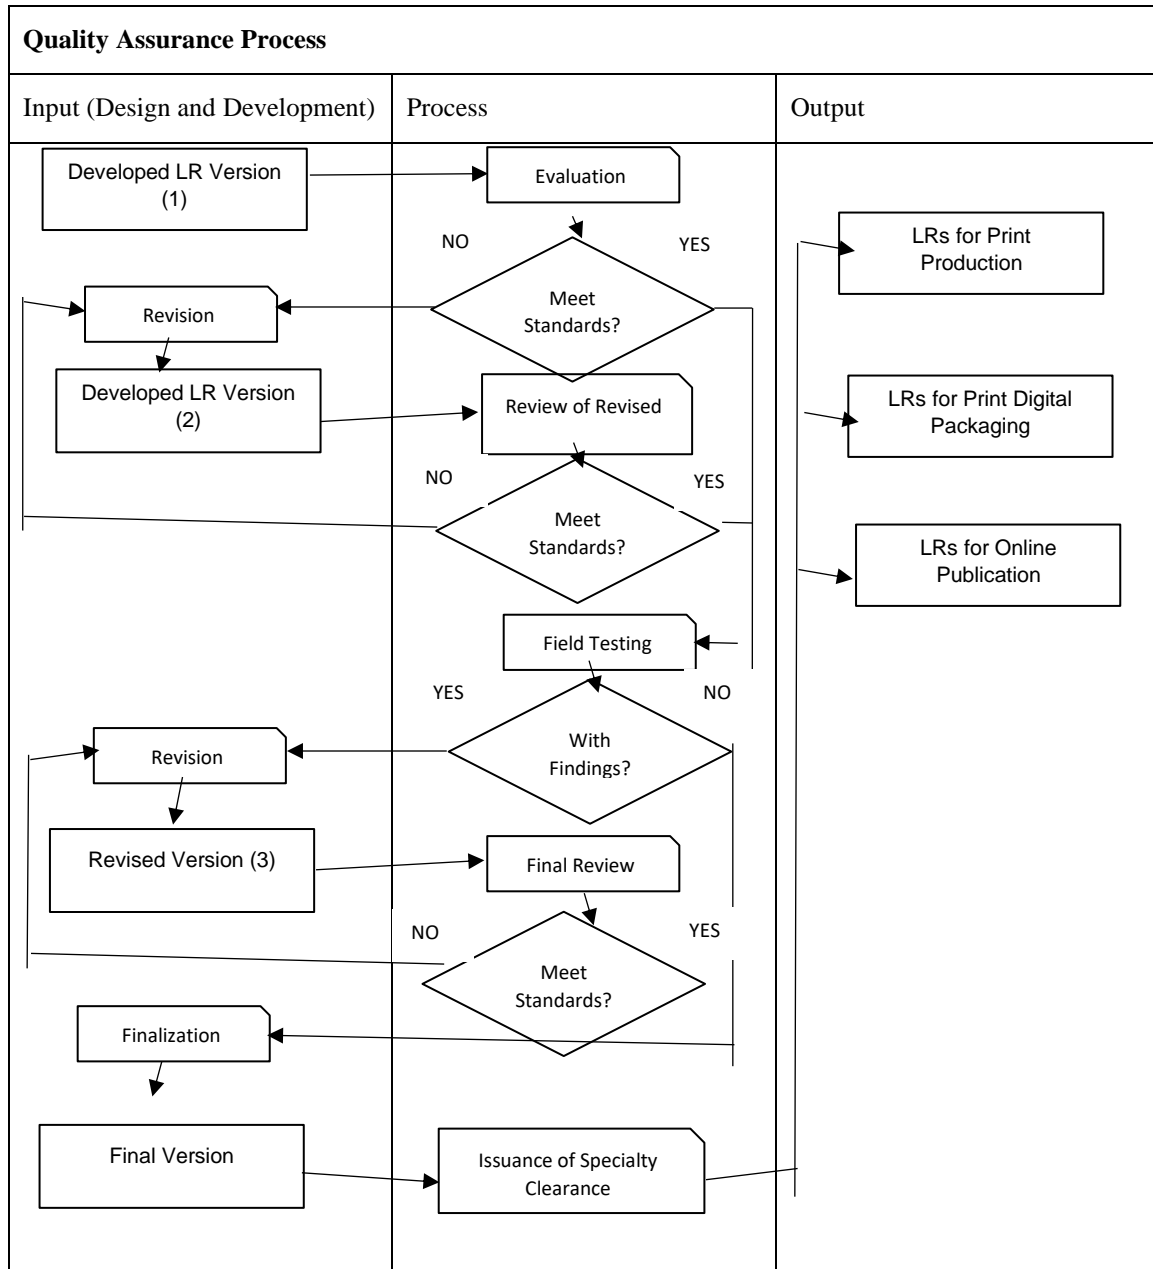 Quality Assurance Process
Input (Design and Development)
Process
Output
Developed LR Version
(1)
Evaluation
NO
YES
LRs for Print
Production
Meet
Standards?
Revision
Developed LR Version
(2)
Review of Revised
LRs for Print Digital
Packaging
NO
YES
Meet
Standards?
LRs for Online
Publication
Field Testing
YES
NO
With
Findings?
Revision
Revised Version (3)
Final Review
NO
YES
Meet
Standards?
Finalization
Final Version
Issuance of Specialty
Clearance